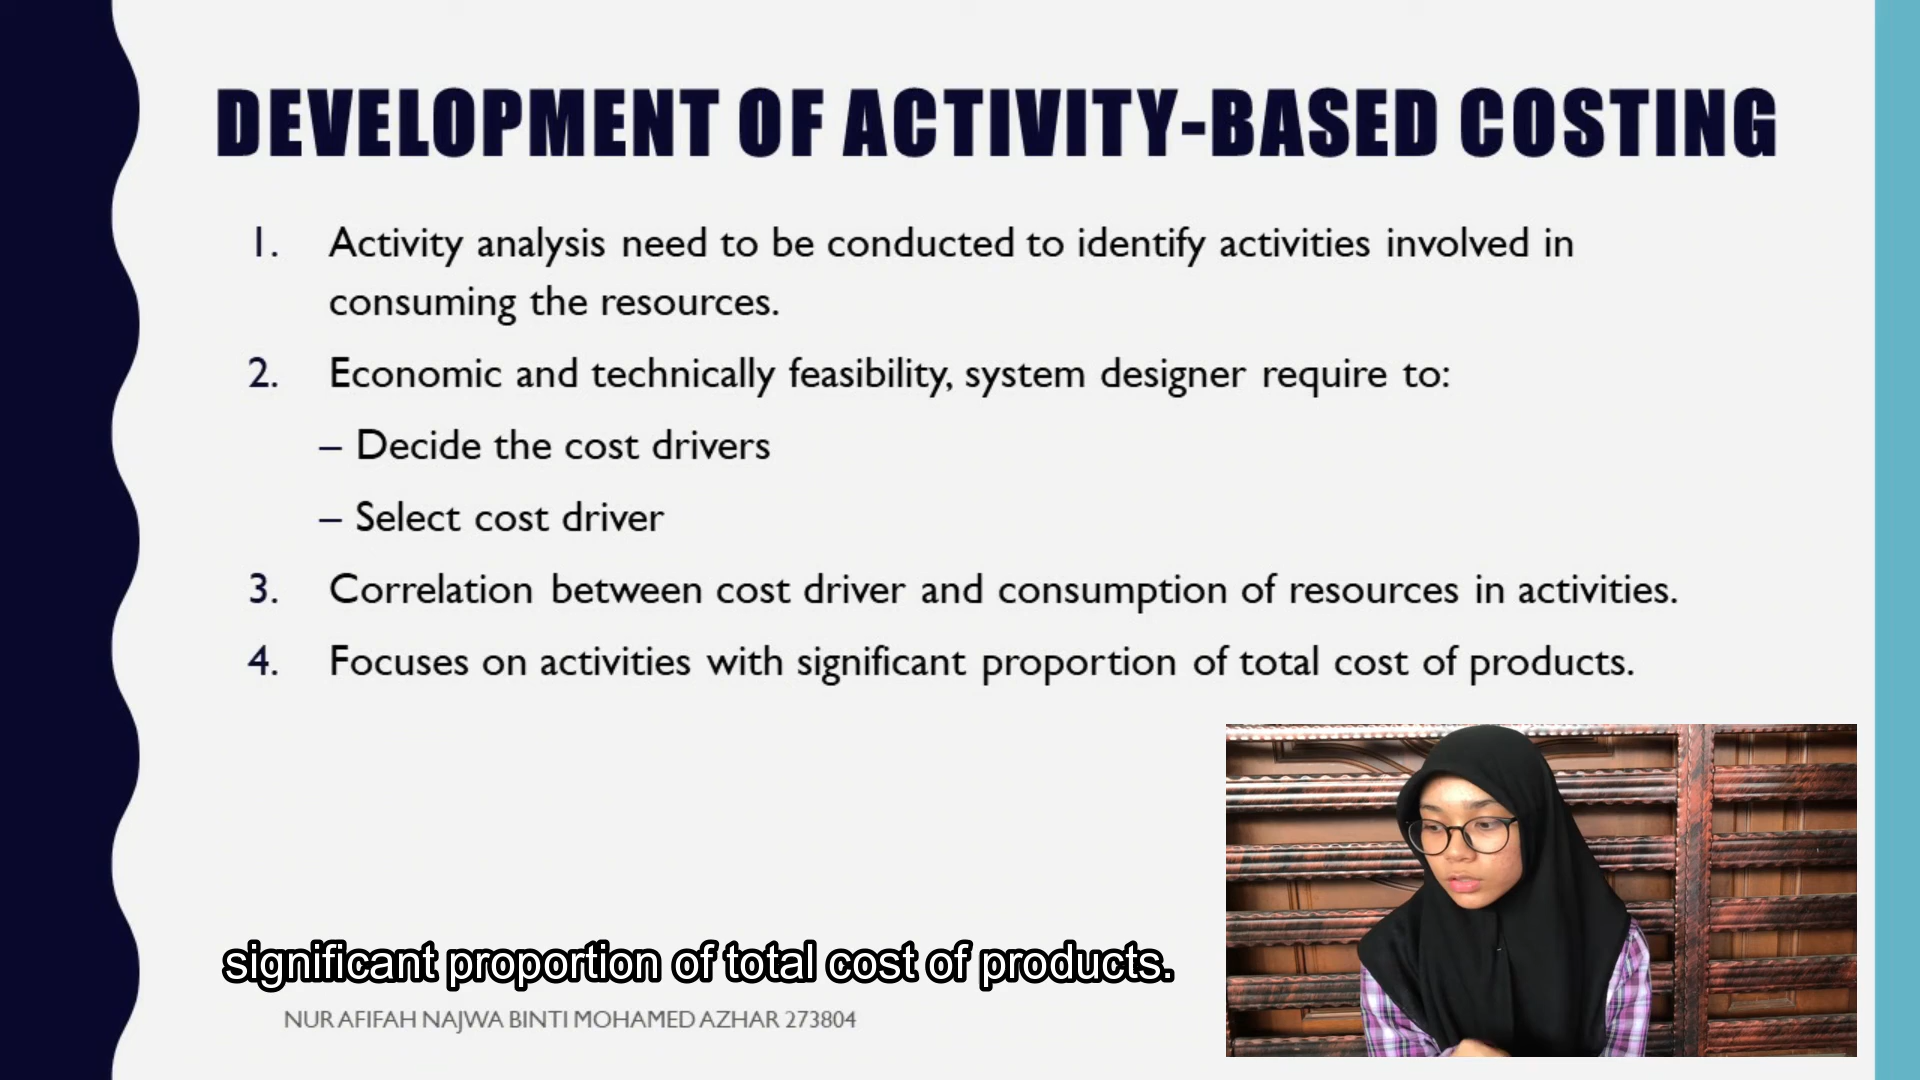 DEVELOPMENT OF ACTIVITY-BASED COSTING
1. Activity analysis need to be conducted to identify activities involved in
consuming the resources.
2. Economic and technically feasibility, system designer require to:
– Decide the cost drivers
– Select cost driver
3. Correlation between cost driver and consumption of resources in activities.
4. Focuses on activities with significant proportion of total cost of products.
significant proportion of total cost of products.
NUR AFIFAH NAJWA BINTI MOHAMED AZHAR 273804